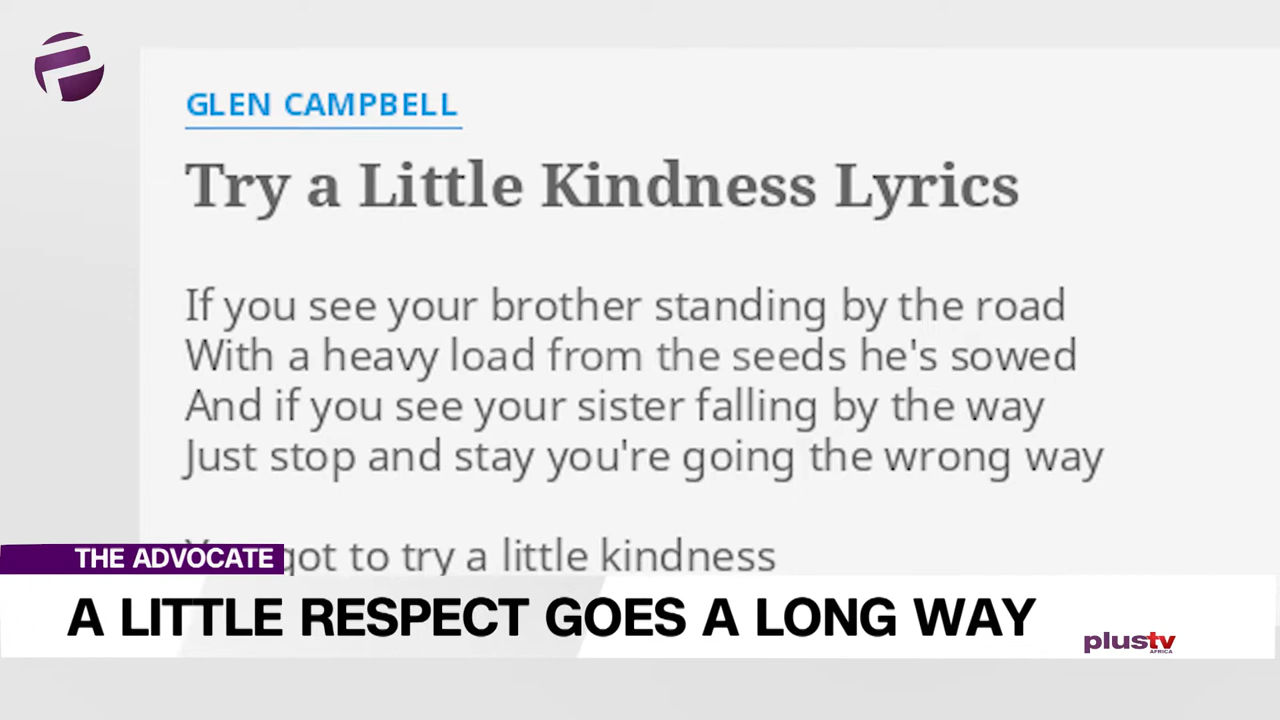 GLEN CAMPBELL
Try a Little Kindness Lyrics
If you see your brother standing by the road
With a heavy load from the seeds he's sowed
And if you see your sister falling by the way
Just stop and stay you're going the wrong way
got to try a little kindness
THE ADVOCATE
A LITTLE RESPECT GOES A LONG WAY
plustv
AFRICA